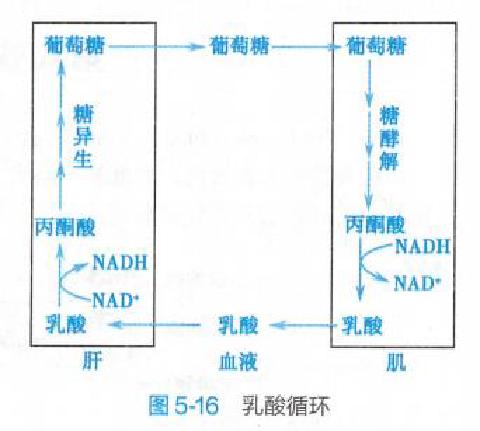 葡萄糖 葡萄糖 葡萄糖
糖异生
糖酵解
丙酮酸 丙酮酸
NADH NADH
NAD⁺ NAD⁺
乳酸 乳酸 乳酸
肝 血液 肌
图 5-16 乳酸循环